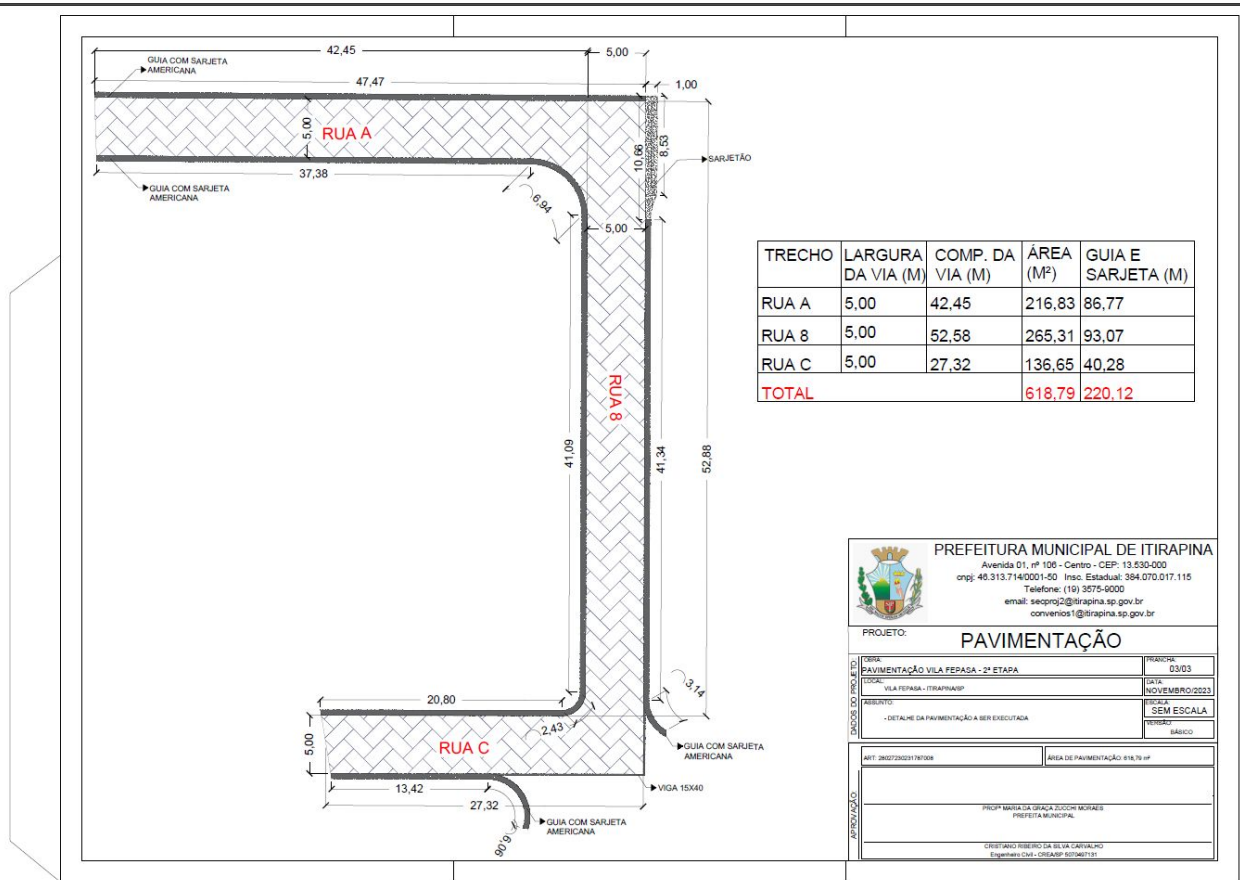 42,45
5,00
GUIA COM SARJETA
AMERICANA
47,47
1,00
5,00
RUA A
10,66
8,53
SARJETÃO
37,38
GUIA COM SARJETA
AMERICANA
6,94
5,00
TRECHO LARGURA DA VIA (M) COMP. DA VIA (M) ÁREA (M²) GUIA E SARJETA (M)
RUA A 5,00 42,45 216,83 86,77
RUA 8 5,00 52,58 265,31 93,07
RUA C 5,00 27,32 136,65 40,28
TOTAL 618,79 220,12
RUA 8
41,09
41,34
52,88
20,80
3,14
2,43
5,00
RUA C
GUIA COM SARJETA
AMERICANA
13,42
VIGA 15X40
27,32
GUIA COM SARJETA
AMERICANA
6,06
PREFEITURA MUNICIPAL DE ITIRAPINA
Avenida 01, nº 106 - Centro - CEP: 13.530-000
cnpj: 46.313.714/0001-50 Insc. Estadual: 384.070.017.115
Telefone: (19) 3575-9000
email: secproj2@itirapina.sp.gov.br
convenios1@itirapina.sp.gov.br
PROJETO:
PAVIMENTAÇÃO
DADOS DO PROJETO
OBRA:
PAVIMENTAÇÃO VILA FEPASA - 2ª ETAPA
PRANCHA:
03/03
LOCAL:
VILA FEPASA - ITIRAPINA/SP
DATA:
NOVEMBRO/2023
ASSUNTO:
- DETALHE DA PAVIMENTAÇÃO A SER EXECUTADA
ESCALA:
SEM ESCALA
VERSÃO:
BÁSICO
ART: 28027230231787006
ÁREA DE PAVIMENTAÇÃO: 618,79 m²
APROVAÇÃO:
PROFª MARIA DA GRAÇA ZUCCHI MORAES
PREFEITA MUNICIPAL
CRISTIANO RIBEIRO DA SILVA CARVALHO
Engenheiro Civil - CREA/SP 5070467131